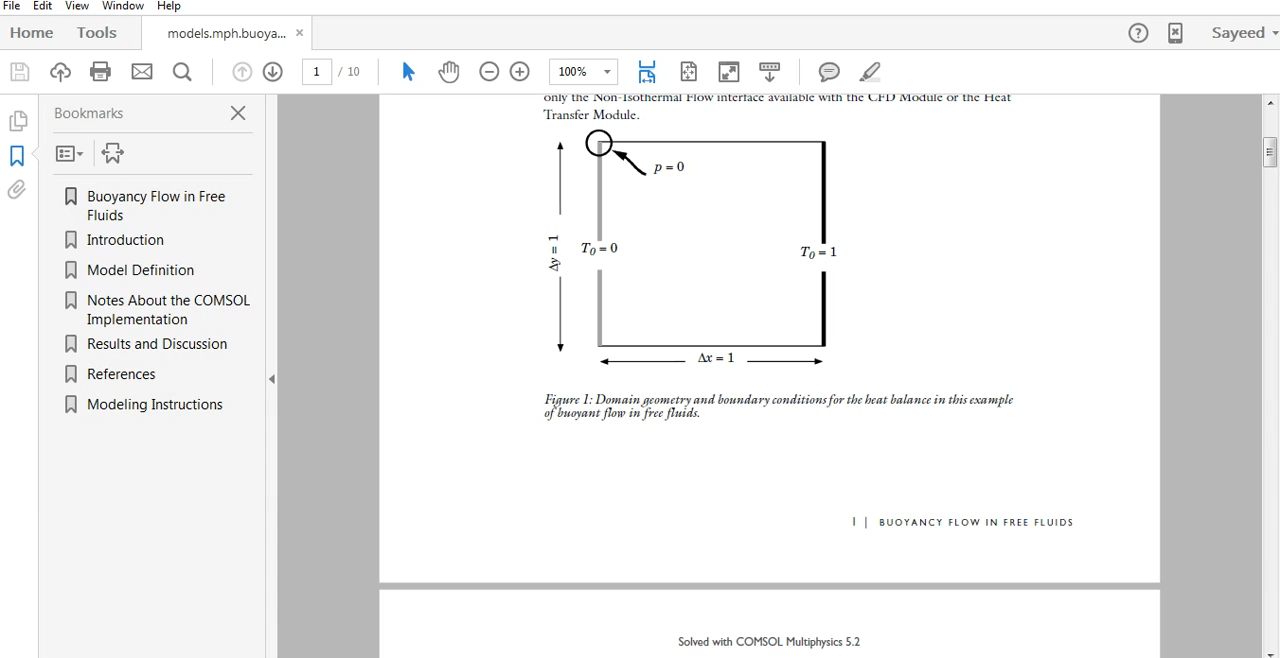 File Edit View Window Help
Home Tools models.mph.buoya... × Sayeed
1 / 10 100%
Bookmarks
Buoyancy Flow in Free
Fluids
Introduction
Model Definition
Notes About the COMSOL
Implementation
Results and Discussion
References
Modeling Instructions
only the Non-Isothermal Flow interface available with the CFD Module or the Heat
Transfer Module.
p = 0
Δy = 1
T0 = 0
T0 = 1
Δx = 1
Figure 1: Domain geometry and boundary conditions for the heat balance in this example
of buoyant flow in free fluids.
1 | BUOYANCY FLOW IN FREE FLUIDS
Solved with COMSOL Multiphysics 5.2